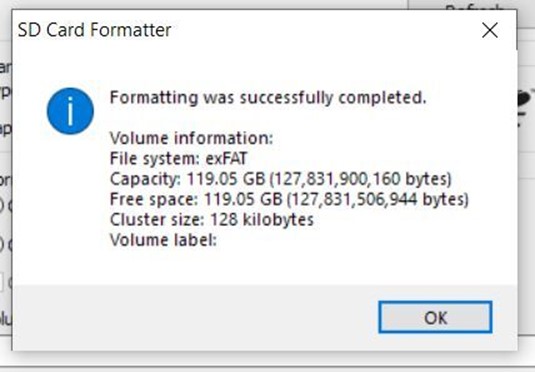 SD Card Formatter
Formatting was successfully completed.
Volume information:
File system: exFAT
Capacity: 119.05 GB (127,831,900,160 bytes)
Free space: 119.05 GB (127,831,506,944 bytes)
Cluster size: 128 kilobytes
Volume label:
OK